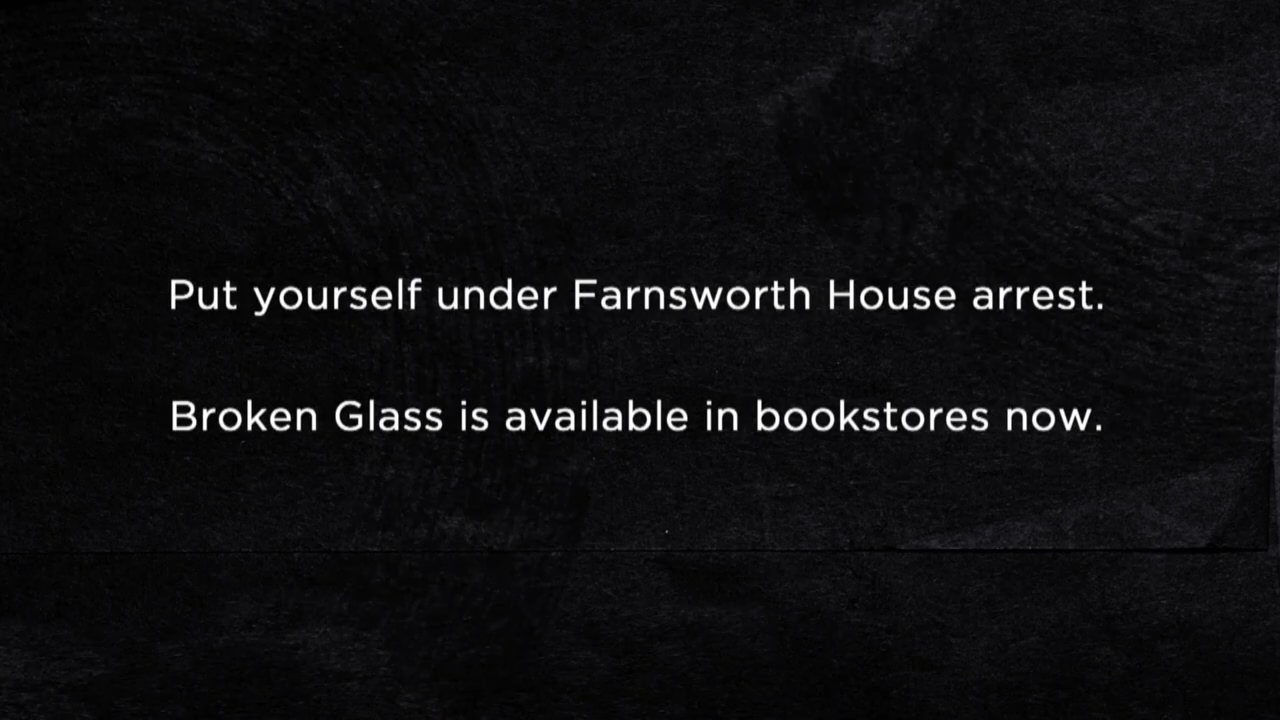 Put yourself under Farnsworth House arrest.
Broken Glass is available in bookstores now.